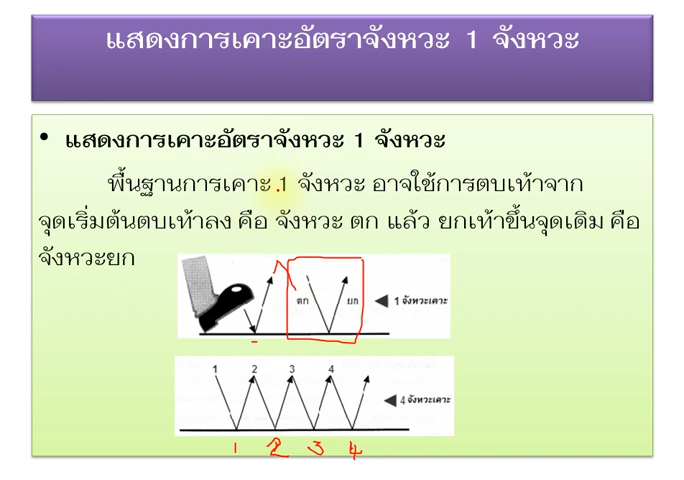 แสดงการเคาะอัตราจังหวะ 1 จังหวะ
• แสดงการเคาะอัตราจังหวะ 1 จังหวะ
พื้นฐานการเคาะ 1 จังหวะ อาจใช้การตบเท้าจาก
จุดเริ่มต้นตบเท้าลง คือ จังหวะ ตก แล้ว ยกเท้าขึ้นจุดเดิม คือ
จังหวะยก
ตก ยก 1 จังหวะเคาะ
1 2 3 4
4 จังหวะเคาะ
1 2 3 4